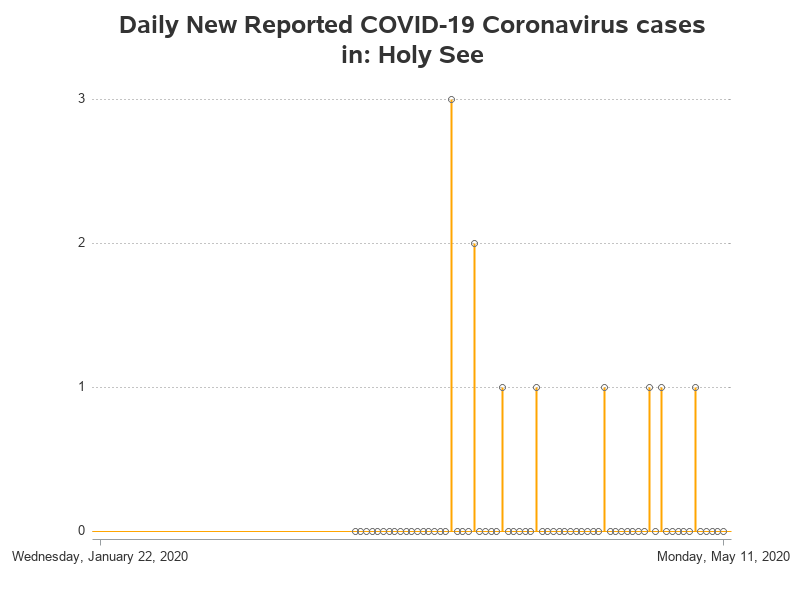 Daily New Reported COVID-19 Coronavirus cases
in: Holy See
3
2
1
0
Wednesday, January 22, 2020 Monday, May 11, 2020